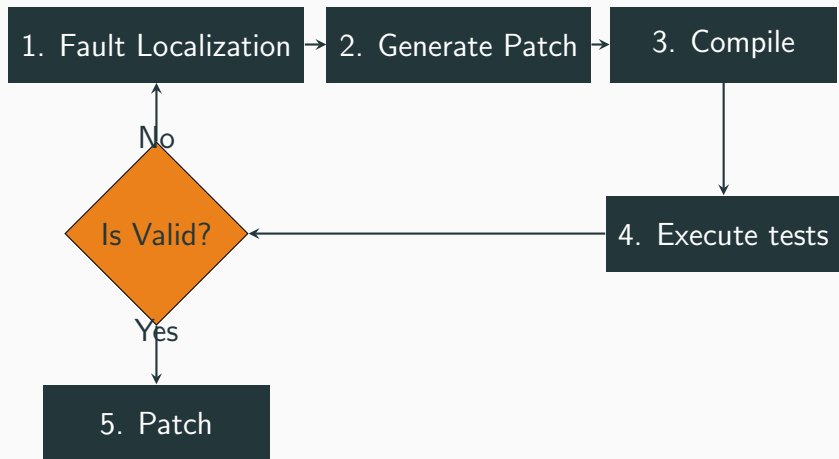 1. Fault Localization
2. Generate Patch
3. Compile
No
Is Valid?
4. Execute tests
Yes
5. Patch